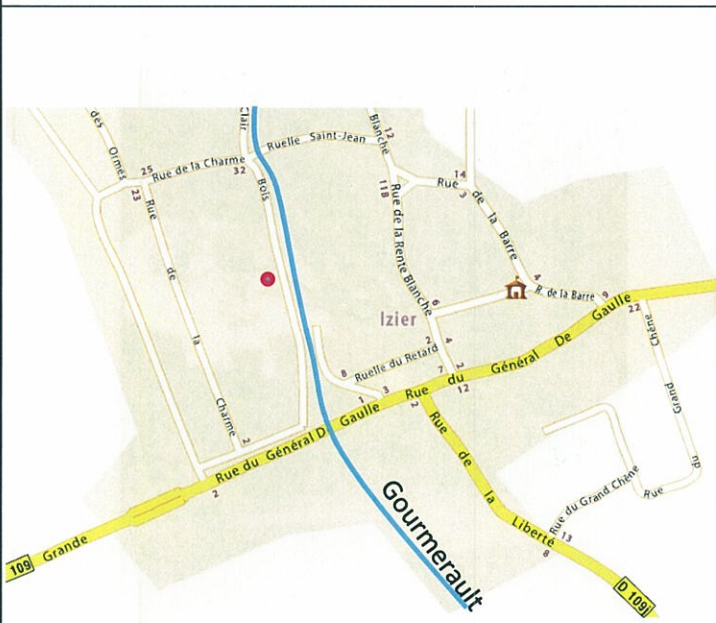 des Ormes
Clair
Blanche
12
Ruelle Saint-Jean
25
Rue de la Charme
32
23
Bois
118
14
Rue de la Barre
3
Rue de la Charme
Rue de la Rente Blanche
4
R. de la Barre
9
6
Izier
22
Chêne
2
4
Ruelle du Retard
8
7
2
12
Rue du Général De Gaulle
1
3
2
Grand
Rue du Général D Gaulle
2
2
Rue de la Liberté
Rue du Grand Chêne
Rue du
13
8
Gourmerault
109
Grande
D 109